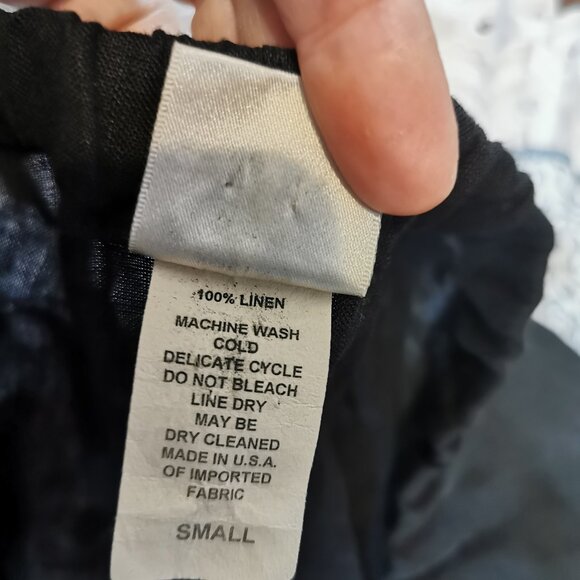 100% LINEN
MACHINE WASH
COLD
DELICATE CYCLE
DO NOT BLEACH
LINE DRY
MAY BE
DRY CLEANED
MADE IN U.S.A.
OF IMPORTED
FABRIC
SMALL